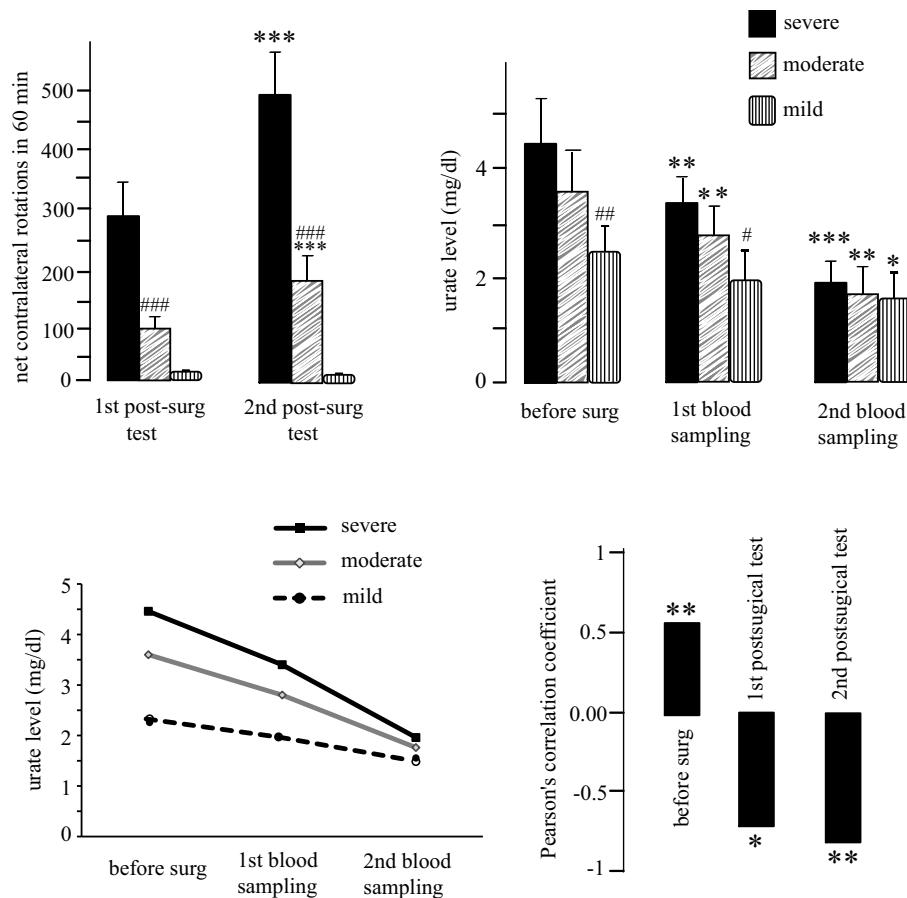 net contralateral rotations in 60 min
500
400
300
200
100
0
***
###
###
***
1st post-surg
test
2nd post-surg
test
severe
moderate
mild
urate level (mg/dl)
4
2
0
##
**
**
#
***
**
*
before surg
1st blood
sampling
2nd blood
sampling
severe
moderate
mild
urate level (mg/dl)
5
4
3
2
1
0
before surg
1st blood
sampling
2nd blood
sampling
Pearson's correlation coefficient
1
0.5
0.00
-0.5
-1
**
before surg
1st postsugical test
*
2nd postsugical test
**